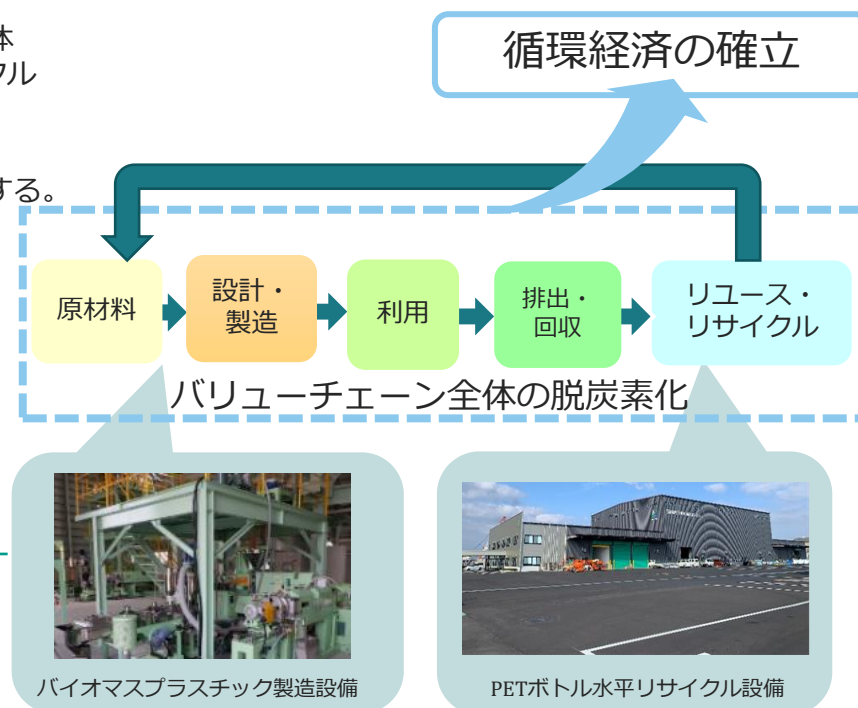 体
クル
する。
循環経済の確立
原材料
設計・
製造
利用
排出・
回収
リユース・
リサイクル
バリューチェーン全体の脱炭素化
バイオマスプラスチック製造設備
PETボトル水平リサイクル設備